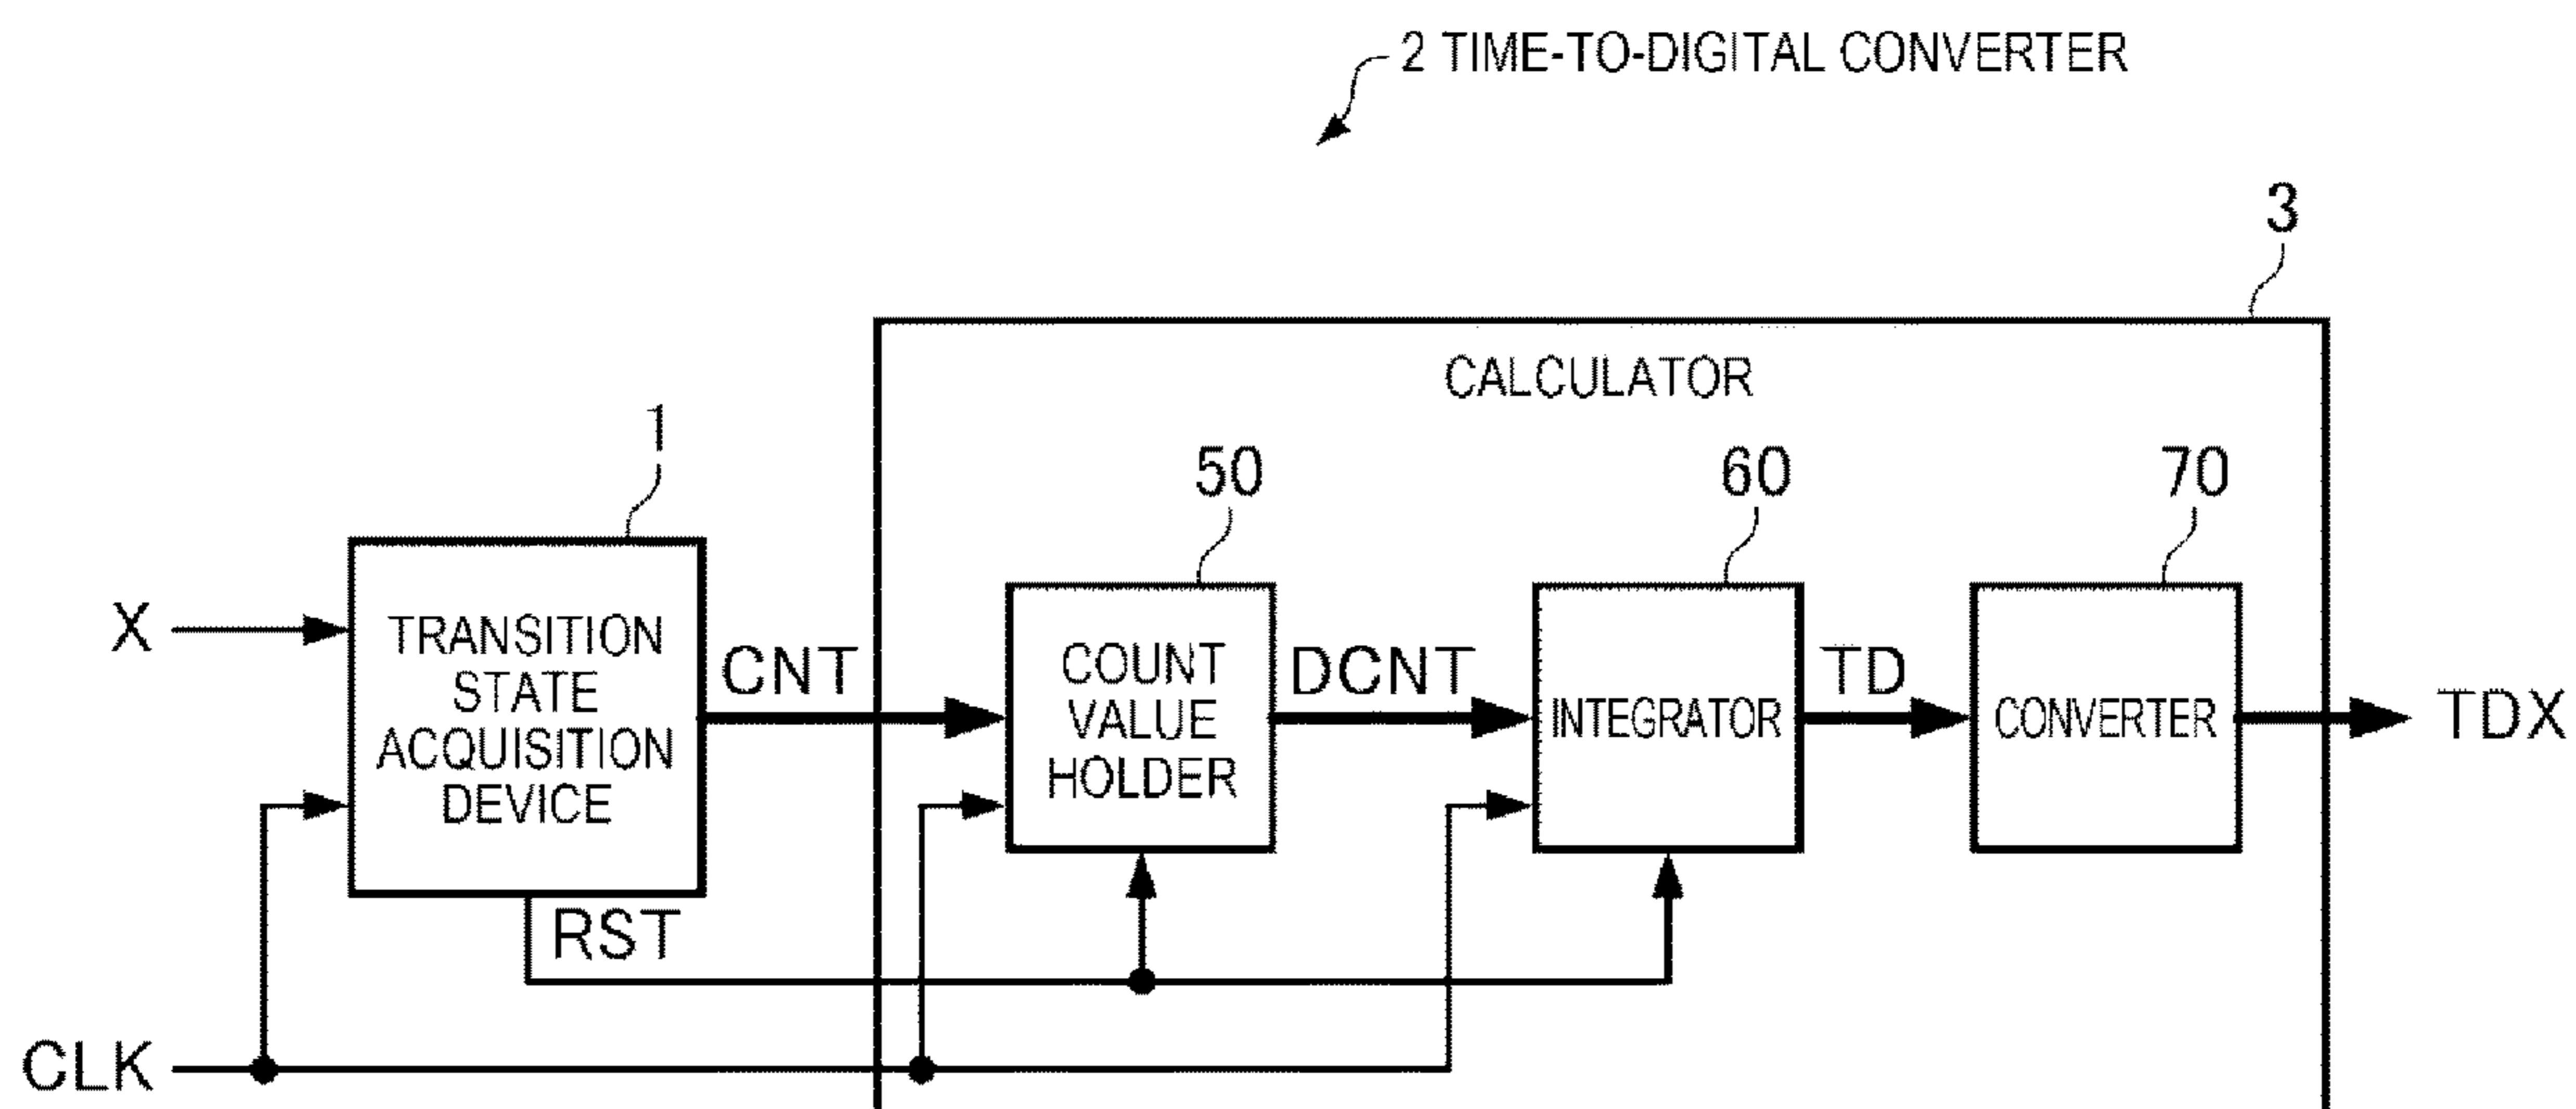 2 TIME-TO-DIGITAL CONVERTER
3
CALCULATOR
1
50
60
70
X
TRANSITION
STATE
ACQUISITION
DEVICE
CNT
COUNT
VALUE
HOLDER
DCNT
INTEGRATOR
TD
CONVERTER
TDX
RST
CLK